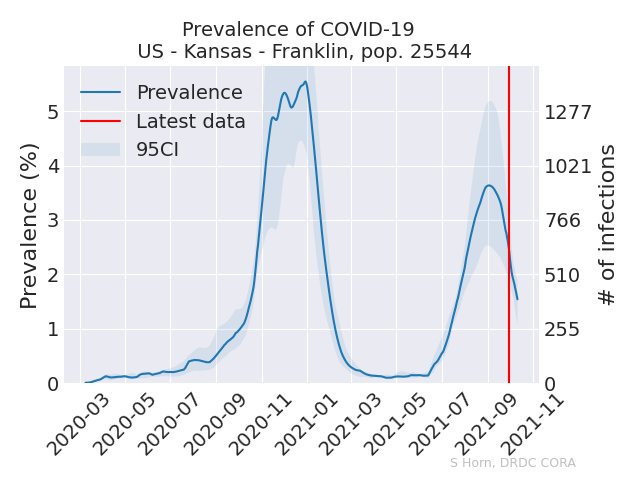 Prevalence of COVID-19
US - Kansas - Franklin, pop. 25544
Prevalence
Latest data
95CI
Prevalence (%)
5
4
3
2
1
0
1277
1021
766
510
255
0
# of infections
2020-03
2020-05
2020-07
2020-09
2020-11
2021-01
2021-03
2021-05
2021-07
2021-09
2021-11
S Horn, DRDC CORA